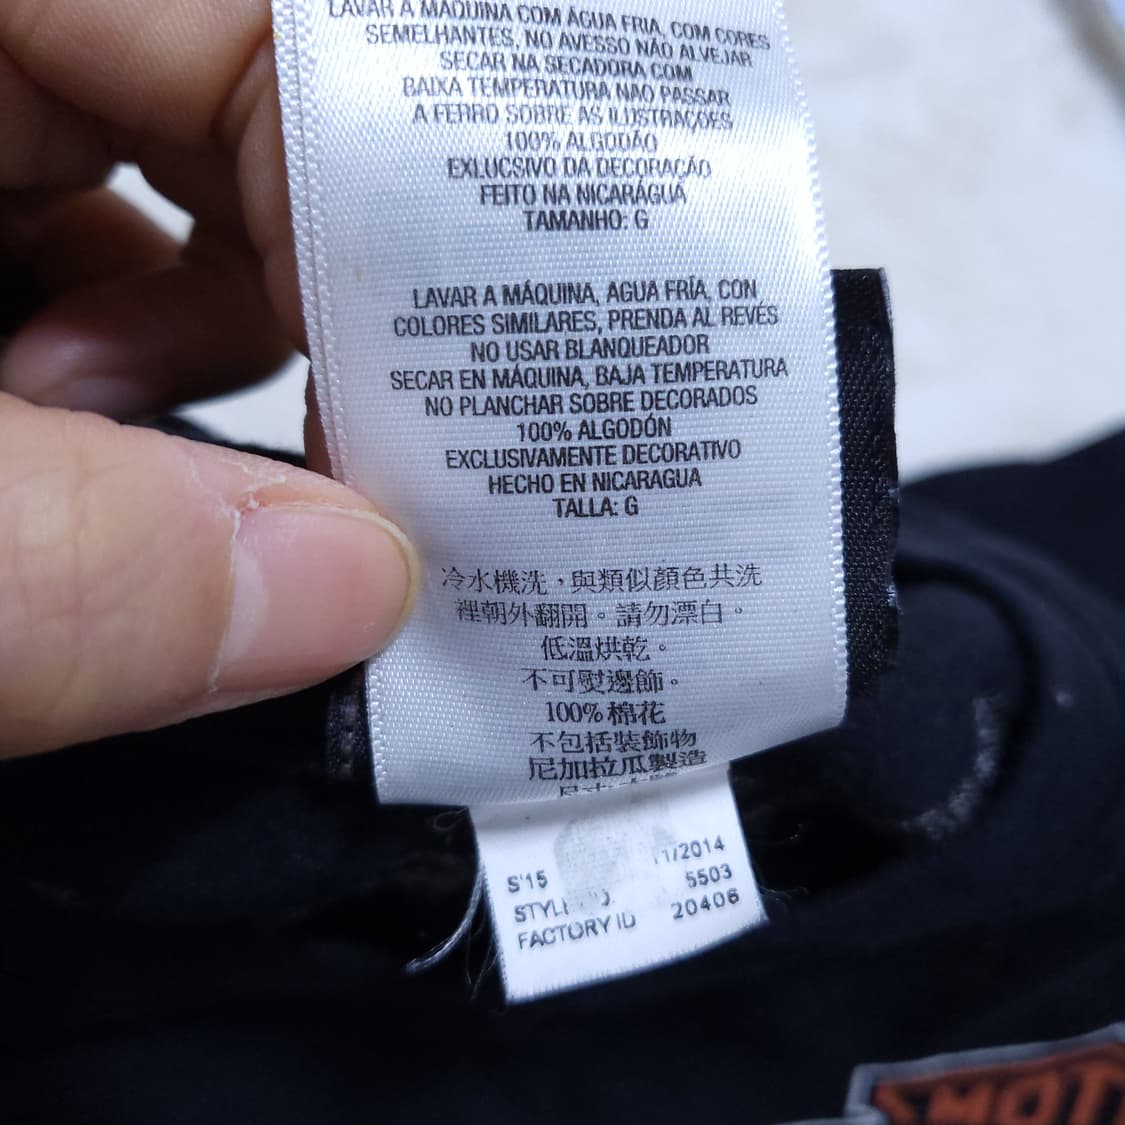 LAVAR A MÁQUINA COM ÁGUA FRIA, COM CORES
SEMELHANTES, NO AVESSO NÃO ALVEJAR
SECAR NA SECADORA COM
BAIXA TEMPERATURA NAO PASSAR
A FERRO SOBRE AS ILUSTRAÇÕES
100% ALGODÃO
EXLUCSIVO DA DECORAÇÃO
FEITO NA NICARÁGUA
TAMANHO: G
LAVAR A MÁQUINA, AGUA FRÍA, CON
COLORES SIMILARES, PRENDA AL REVÉS
NO USAR BLANQUEADOR
SECAR EN MÁQUINA, BAJA TEMPERATURA
NO PLANCHAR SOBRE DECORADOS
100% ALGODÓN
EXCLUSIVAMENTE DECORATIVO
HECHO EN NICARAGUA
TALLA: G
冷水機洗，與類似顏色共洗
裡朝外翻開。請勿漂白。
低溫烘乾。
不可熨邊飾。
100% 棉花
不包括裝飾物
尼加拉瓜製造
S'15 11/2014
5503
FACTORY ID 20406